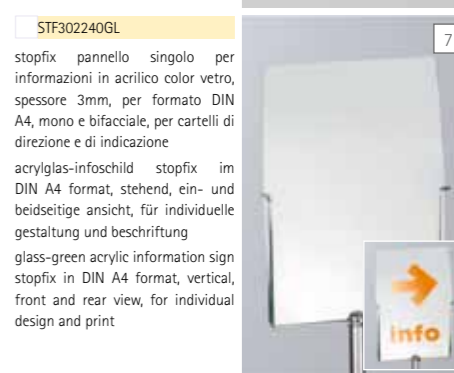 STF302240GL
stopfix pannello singolo per
informazioni in acrilico color vetro,
spessore 3mm, per formato DIN
A4, mono e bifacciale, per cartelli di
direzione e di indicazione
acrylglas-infoschild stopfix im
DIN A4 format, stehend, ein- und
beidseitige ansicht, für individuelle
gestaltung und beschriftung
glass-green acrylic information sign
stopfix in DIN A4 format, vertical,
front and rear view, for individual
design and print
7
info